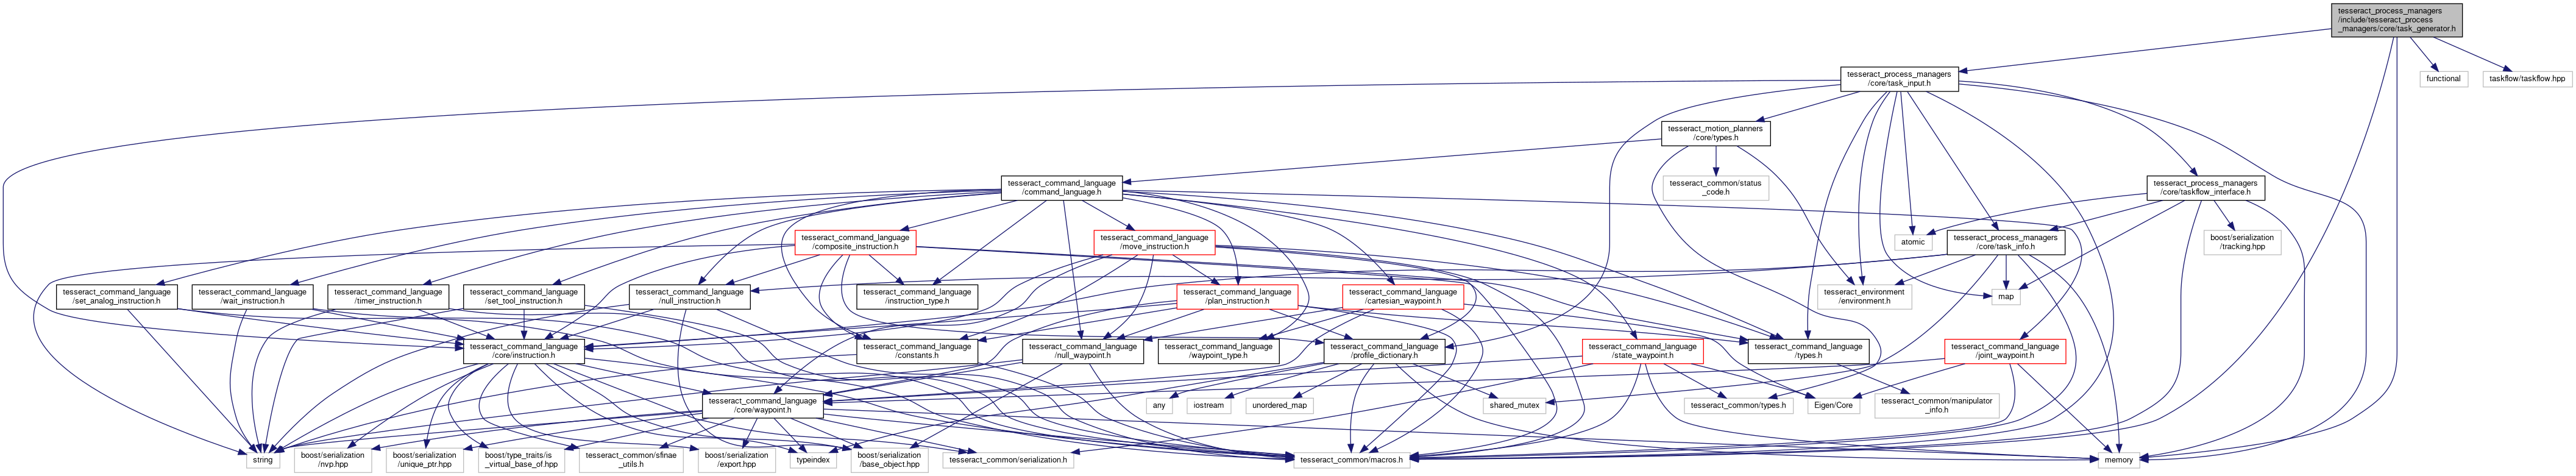 tesseract_process_managers
/include/tesseract_process
_managers/core/task_generator.h
tesseract_process_managers
/core/task_input.h
functional
taskflow/taskflow.hpp
tesseract_motion_planners
/core/types.h
tesseract_command_language
/command_language.h
tesseract_common/status
_code.h
tesseract_process_managers
/core/taskflow_interface.h
tesseract_command_language
/composite_instruction.h
tesseract_command_language
/move_instruction.h
atomic
tesseract_process_managers
/core/task_info.h
boost/serialization
/tracking.hpp
tesseract_command_language
/set_analog_instruction.h
tesseract_command_language
/wait_instruction.h
tesseract_command_language
/timer_instruction.h
tesseract_command_language
/set_tool_instruction.h
tesseract_command_language
/null_instruction.h
tesseract_command_language
/instruction_type.h
tesseract_command_language
/plan_instruction.h
tesseract_command_language
/cartesian_waypoint.h
tesseract_environment
/environment.h
map
tesseract_command_language
/core/instruction.h
tesseract_command_language
/constants.h
tesseract_command_language
/null_waypoint.h
tesseract_command_language
/waypoint_type.h
tesseract_command_language
/profile_dictionary.h
tesseract_command_language
/state_waypoint.h
tesseract_command_language
/types.h
tesseract_command_language
/joint_waypoint.h
tesseract_command_language
/core/waypoint.h
any
iostream
unordered_map
shared_mutex
tesseract_common/types.h
Eigen/Core
tesseract_common/manipulator
_info.h
string
boost/serialization
/nvp.hpp
boost/serialization
/unique_ptr.hpp
boost/type_traits/is
_virtual_base_of.hpp
tesseract_common/sfinae
_utils.h
boost/serialization
/export.hpp
typeindex
boost/serialization
/base_object.hpp
tesseract_common/serialization.h
tesseract_common/macros.h
memory